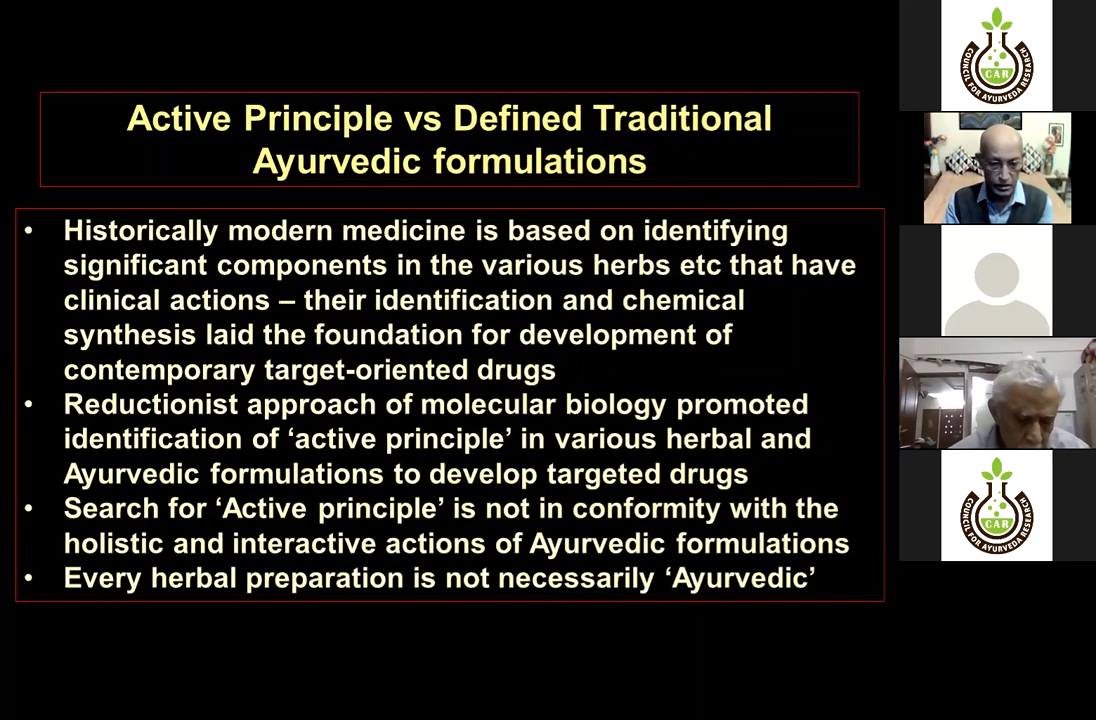 Active Principle vs Defined Traditional
Ayurvedic formulations
• Historically modern medicine is based on identifying
significant components in the various herbs etc that have
clinical actions – their identification and chemical
synthesis laid the foundation for development of
contemporary target-oriented drugs
• Reductionist approach of molecular biology promoted
identification of ‘active principle’ in various herbal and
Ayurvedic formulations to develop targeted drugs
• Search for ‘Active principle’ is not in conformity with the
holistic and interactive actions of Ayurvedic formulations
• Every herbal preparation is not necessarily ‘Ayurvedic’
CAR
COUNCIL FOR AYURVEDA RESEARCH
CAR
COUNCIL FOR AYURVEDA RESEARCH